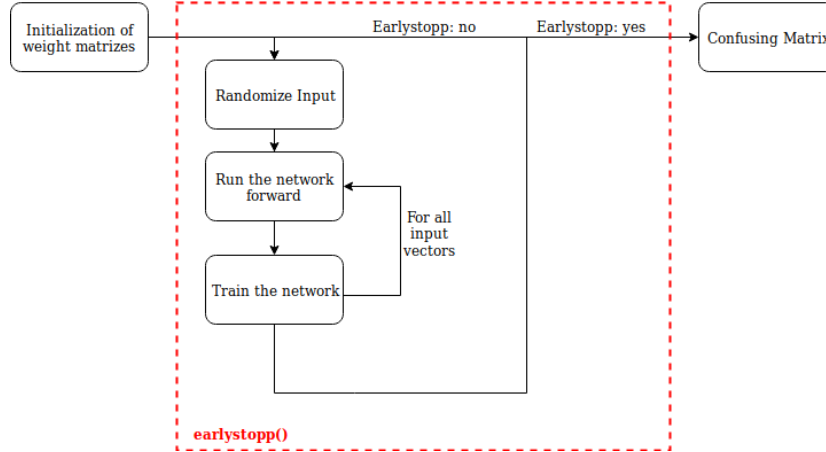 Initialization of
weight matrizes
Earlystopp: no
Earlystopp: yes
Confusing Matrix
Randomize Input
Run the network
forward
For all
input
vectors
Train the network
earlystopp()